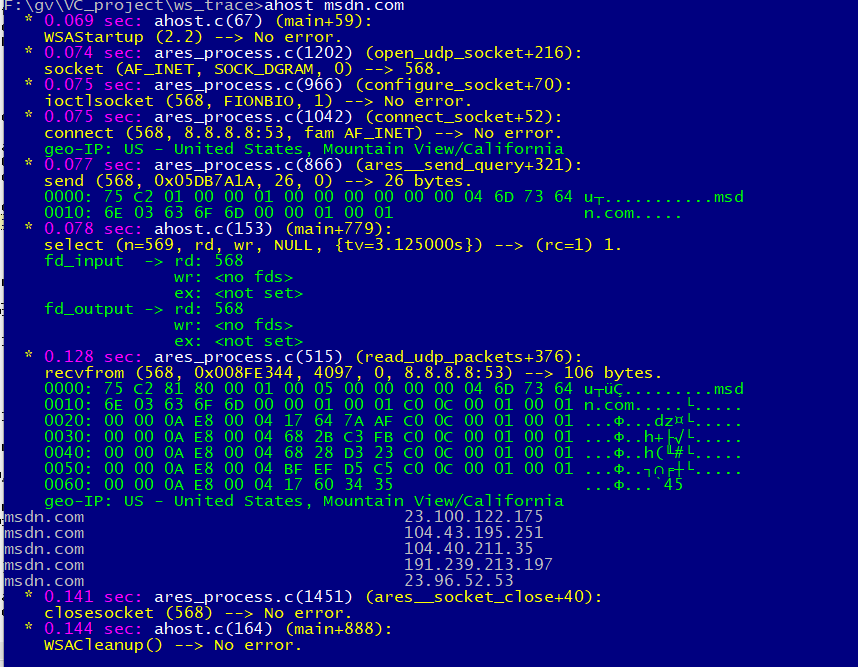 F:\gv\VC_project\ws_trace>ahost msdn.com
* 0.069 sec: ahost.c(67) (main+59):
WSAStartup (2.2) --> No error.
* 0.074 sec: ares_process.c(1202) (open_udp_socket+216):
socket (AF_INET, SOCK_DGRAM, 0) --> 568.
* 0.075 sec: ares_process.c(966) (configure_socket+70):
ioctlsocket (568, FIONBIO, 1) --> No error.
* 0.075 sec: ares_process.c(1042) (connect_socket+52):
connect (568, 8.8.8.8:53, fam AF_INET) --> No error.
geo-IP: US - United States, Mountain View/California
* 0.077 sec: ares_process.c(866) (ares__send_query+321):
send (568, 0x05DB7A1A, 26, 0) --> 26 bytes.
0000: 75 C2 01 00 00 01 00 00 00 00 00 00 04 6D 73 64 u┬...........msd
0010: 6E 03 63 6F 6D 00 00 01 00 01 n.com.....
* 0.078 sec: ahost.c(153) (main+779):
select (n=569, rd, wr, NULL, {tv=3.125000s}) --> (rc=1) 1.
fd_input -> rd: 568
wr: <no fds>
ex: <not set>
fd_output -> rd: 568
wr: <no fds>
ex: <not set>
* 0.128 sec: ares_process.c(515) (read_udp_packets+376):
recvfrom (568, 0x008FE344, 4097, 0, 8.8.8.8:53) --> 106 bytes.
0000: 75 C2 81 80 00 01 00 05 00 00 00 00 04 6D 73 64 u┬üÇ.........msd
0010: 6E 03 63 6F 6D 00 00 01 00 01 C0 0C 00 01 00 01 n.com.....└.....
0020: 00 00 0A E8 00 04 17 64 7A AF C0 0C 00 01 00 01 ...Φ...dz»└.....
0030: 00 00 0A E8 00 04 68 2B C3 FB C0 0C 00 01 00 01 ...Φ..h+├√└.....
0040: 00 00 0A E8 00 04 68 28 D3 23 C0 0C 00 01 00 01 ...Φ..h(╙#└.....
0050: 00 00 0A E8 00 04 BF EF D5 C5 C0 0C 00 01 00 01 ...Φ..┐∩╒┼└.....
0060: 00 00 0A E8 00 04 17 60 34 35 ...Φ...`45
geo-IP: US - United States, Mountain View/California
msdn.com 23.100.122.175
msdn.com 104.43.195.251
msdn.com 104.40.211.35
msdn.com 191.239.213.197
msdn.com 23.96.52.53
* 0.141 sec: ares_process.c(1451) (ares__socket_close+40):
closesocket (568) --> No error.
* 0.144 sec: ahost.c(164) (main+888):
WSACleanup() --> No error.